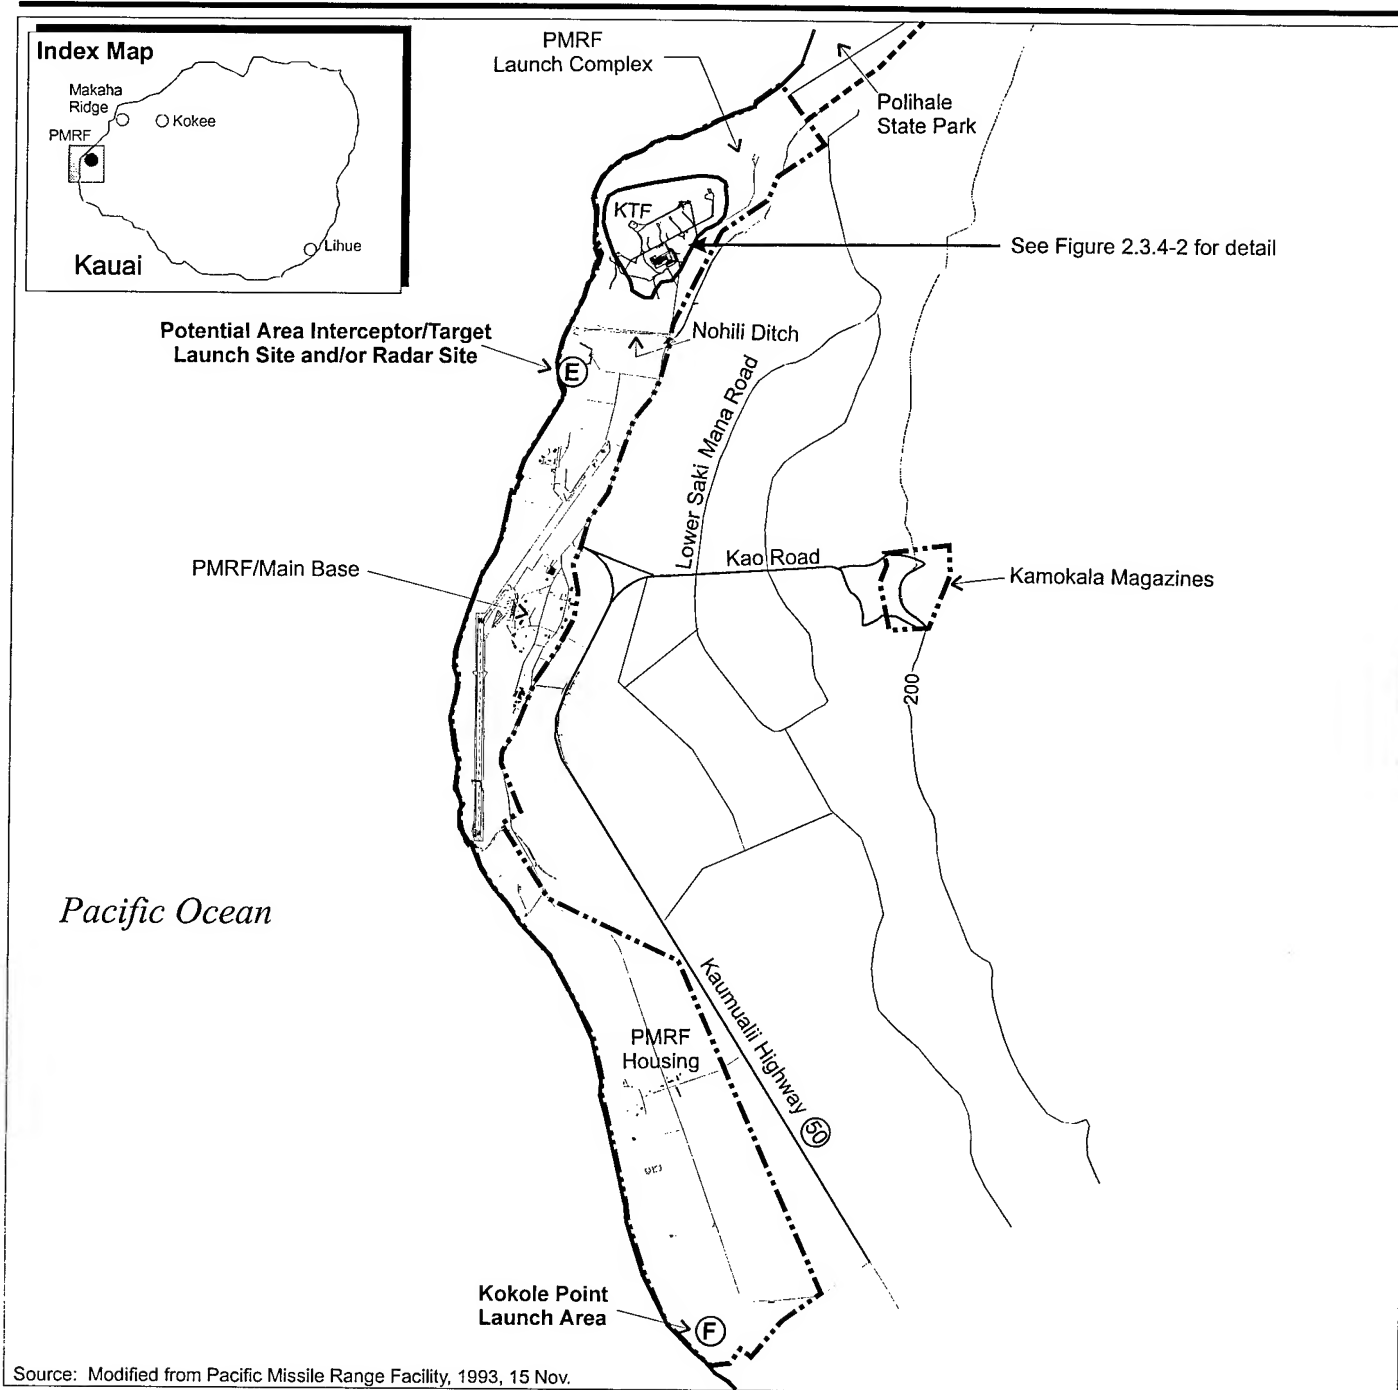 Index Map
Makaha
Ridge
Kokee
PMRF
Lihue
Kauai
PMRF
Launch Complex
Polihale
State Park
KTF
See Figure 2.3.4-2 for detail
Potential Area Interceptor/Target
Launch Site and/or Radar Site
E
Nohili Ditch
Lower Saki Mana Road
Kao Road
PMRF/Main Base
Kamokala Magazines
200
Pacific Ocean
Kaumualii Highway 50
PMRF
Housing
Kokole Point
Launch Area
F
Source: Modified from Pacific Missile Range Facility, 1993, 15 Nov.